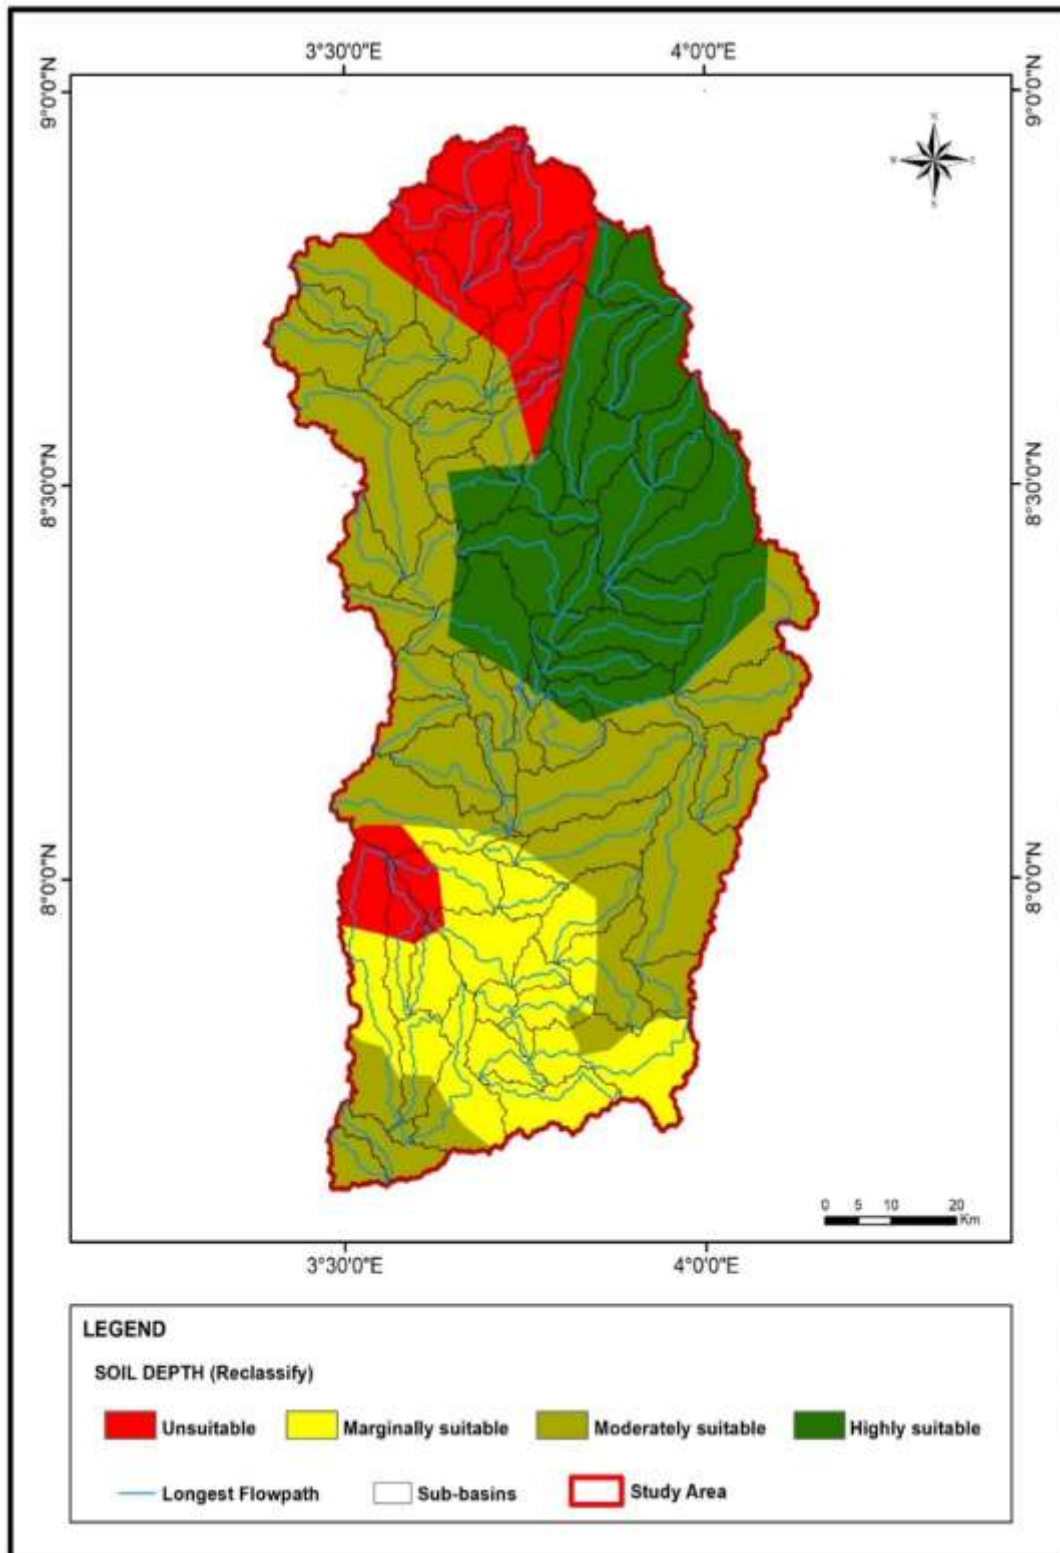 3°30'0"E 4°0'0"E
9°0'0"N 9°0'0"N
N
W E
S
8°30'0"N 8°30'0"N
8°0'0"N 8°0'0"N
0 5 10 20
Km
3°30'0"E 4°0'0"E
LEGEND
SOIL DEPTH (Reclassify)
Unsuitable Marginally suitable Moderately suitable Highly suitable
Longest Flowpath Sub-basins Study Area